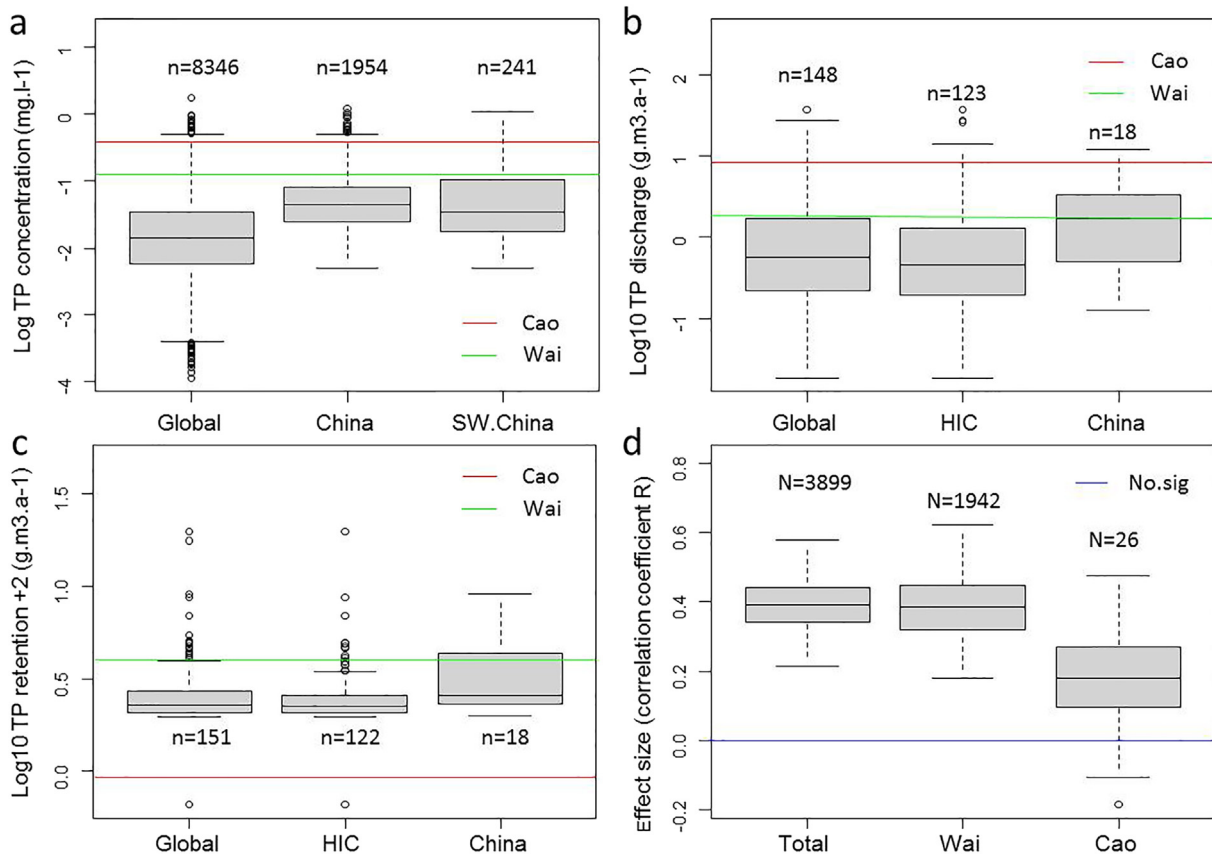 a
Log TP concentration (mg.l-1)
1
0
-1
-2
-3
-4
n=8346
n=1954
n=241
Cao
Wai
Global
China
SW.China
b
Log10 TP discharge (g.m3.a-1)
2
1
0
-1
n=148
n=123
n=18
Cao
Wai
Global
HIC
China
c
Log10 TP retention +2 (g.m3.a-1)
1.5
1.0
0.5
0.0
Cao
Wai
n=151
n=122
n=18
Global
HIC
China
d
Effect size (correlation coefficient R)
0.8
0.6
0.4
0.2
0.0
-0.2
N=3899
N=1942
N=26
No.sig
Total
Wai
Cao